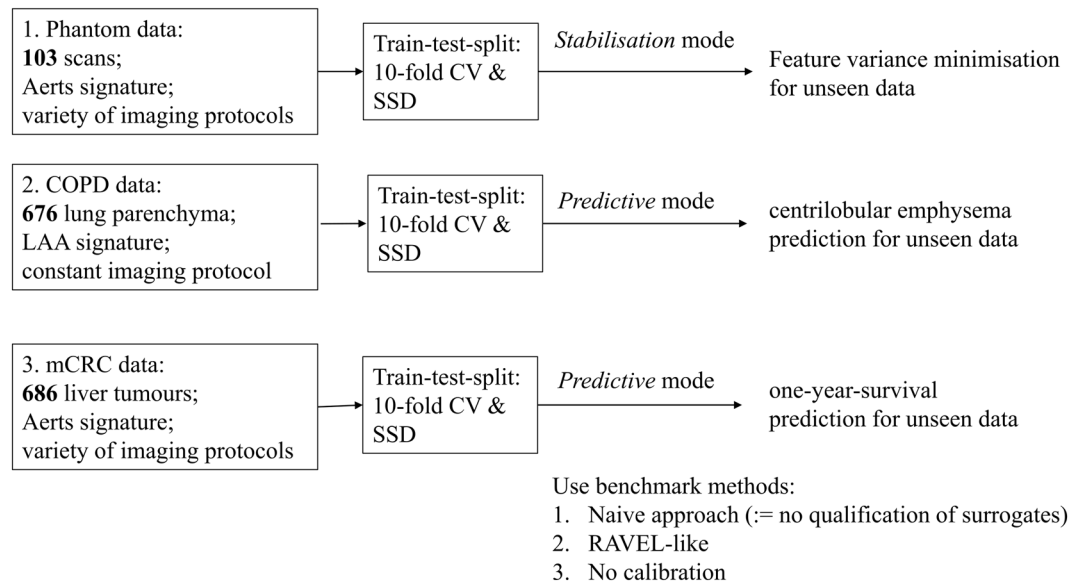 1. Phantom data:
103 scans;
Aerts signature;
variety of imaging protocols
Train-test-split:
10-fold CV &
SSD
Stabilisation mode
Feature variance minimisation
for unseen data
2. COPD data:
676 lung parenchyma;
LAA signature;
constant imaging protocol
Train-test-split:
10-fold CV &
SSD
Predictive mode
centrilobular emphysema
prediction for unseen data
3. mCRC data:
686 liver tumours;
Aerts signature;
variety of imaging protocols
Train-test-split:
10-fold CV &
SSD
Predictive mode
one-year-survival
prediction for unseen data
Use benchmark methods:
1. Naive approach (:= no qualification of surrogates)
2. RAVEL-like
3. No calibration